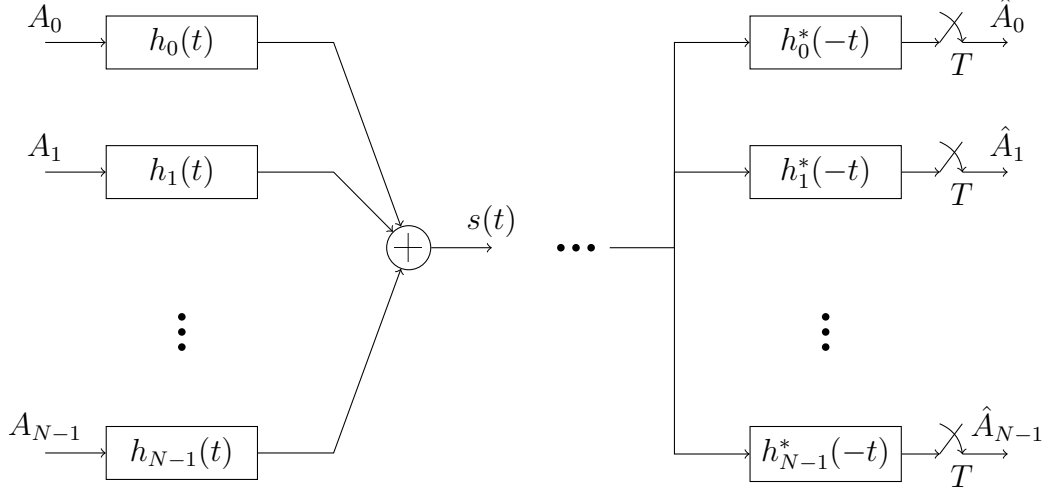 A_0 h_0(t) h_0^*(-t) T Â_0
A_1 h_1(t) h_1^*(-t) T Â_1
s(t)
A_{N-1} h_{N-1}(t) h_{N-1}^*(-t) T Â_{N-1}